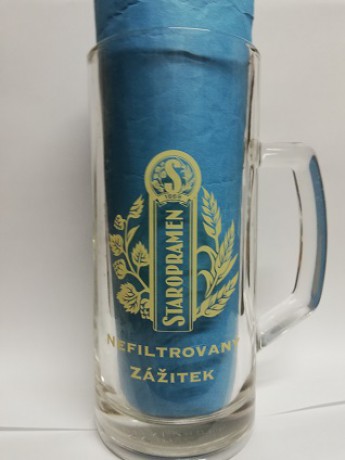 S
STAROPRAMEN
NEFILTROVANÝ
ZÁŽITEK